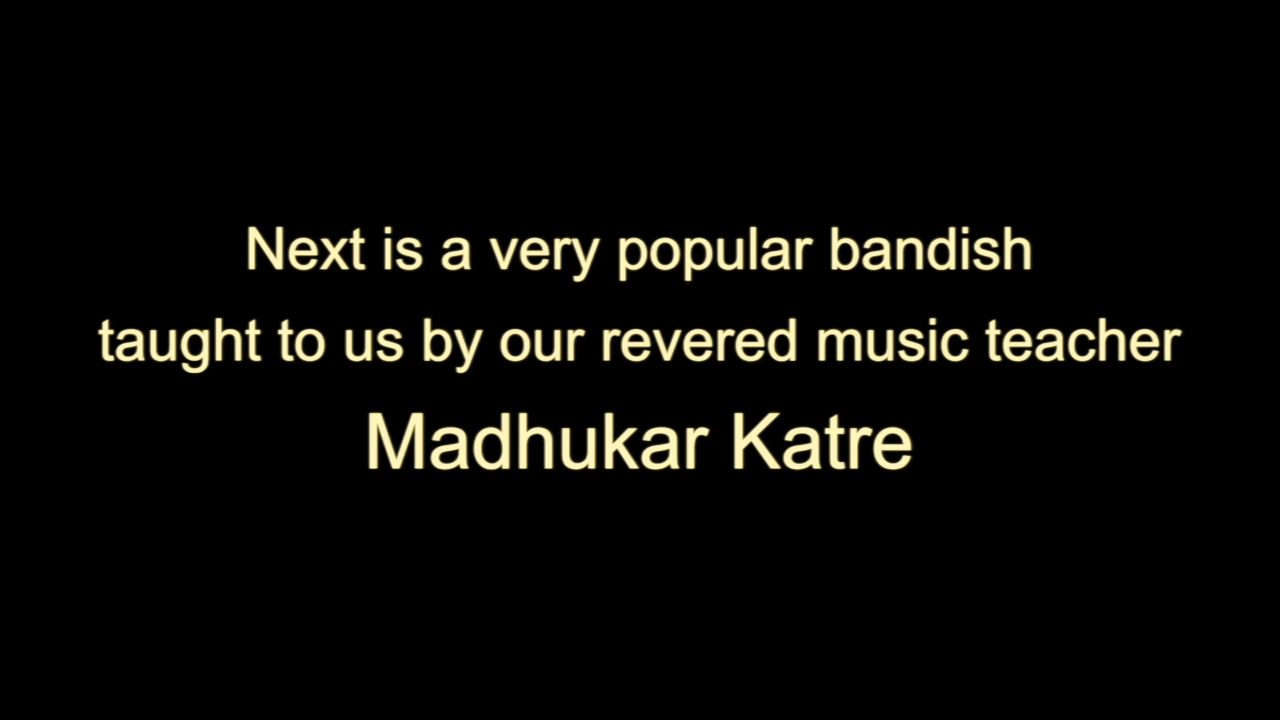 Next is a very popular bandish
taught to us by our revered music teacher
Madhukar Katre